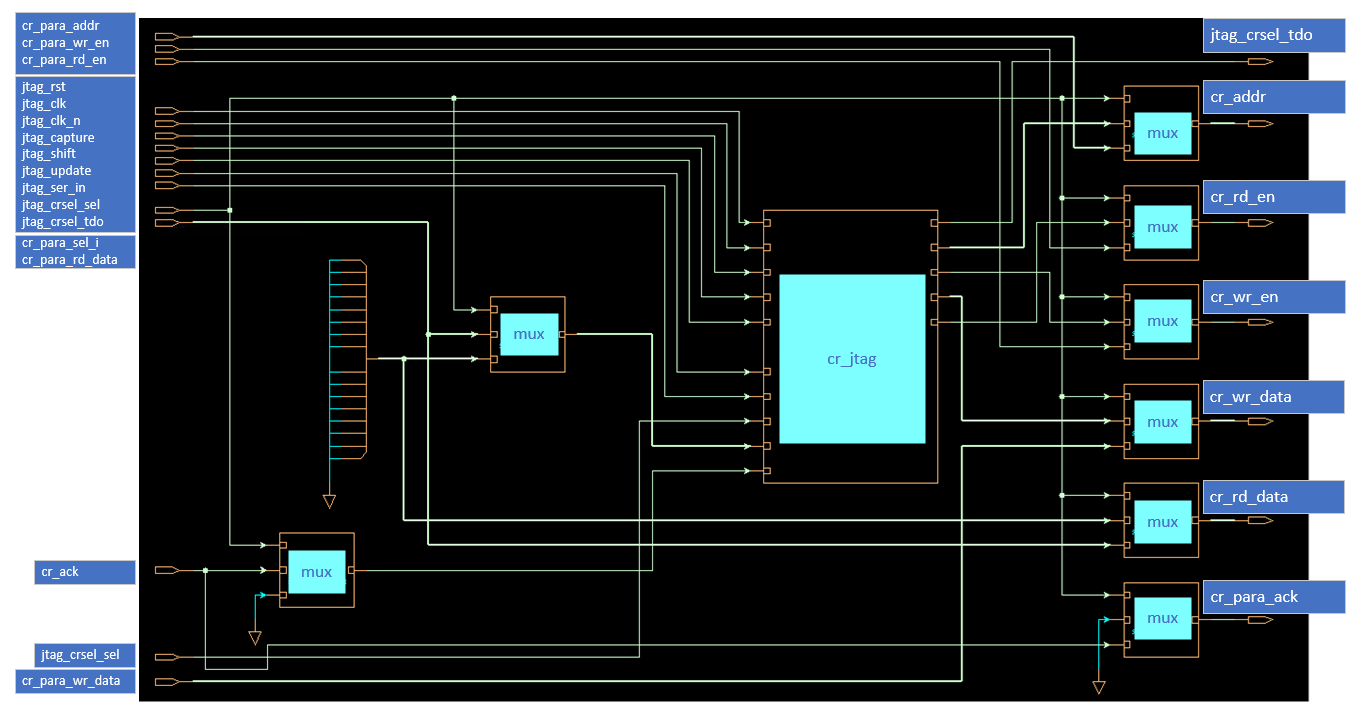 cr_para_addr
cr_para_wr_en
cr_para_rd_en
jtag_rst
jtag_clk
jtag_clk_n
jtag_capture
jtag_shift
jtag_update
jtag_ser_in
jtag_crsel_sel
jtag_crsel_tdo
cr_para_sel_i
cr_para_rd_data
cr_ack
jtag_crsel_sel
cr_para_wr_data
mux
mux
cr_jtag
jtag_crsel_tdo
cr_addr
mux
cr_rd_en
mux
cr_wr_en
mux
cr_wr_data
mux
cr_rd_data
mux
cr_para_ack
mux